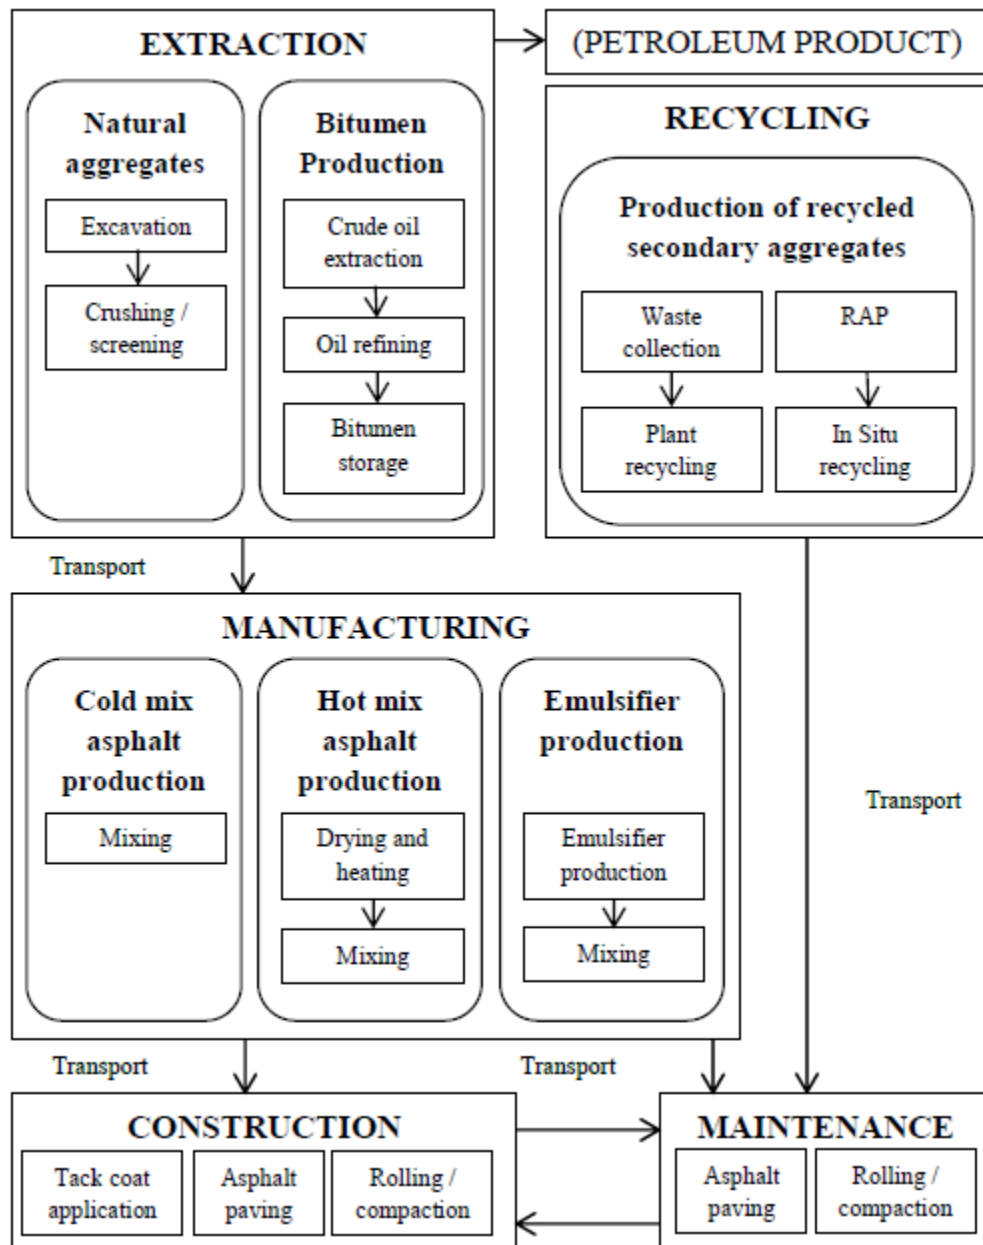 EXTRACTION
(PETROLEUM PRODUCT)
Natural
aggregates
Excavation
Crushing /
screening
Bitumen
Production
Crude oil
extraction
Oil refining
Bitumen
storage
RECYCLING
Production of recycled
secondary aggregates
Waste
collection
RAP
Plant
recycling
In Situ
recycling
Transport
MANUFACTURING
Cold mix
asphalt
production
Mixing
Hot mix
asphalt
production
Drying and
heating
Mixing
Emulsifier
production
Emulsifier
production
Mixing
Transport
Transport
Transport
CONSTRUCTION
Tack coat
application
Asphalt
paving
Rolling /
compaction
MAINTENANCE
Asphalt
paving
Rolling /
compaction